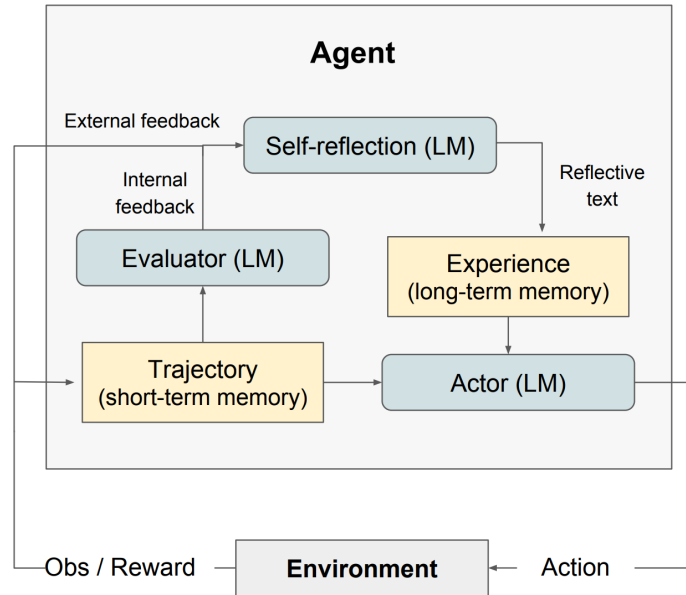 Agent
External feedback
Self-reflection (LM)
Internal
feedback
Reflective
text
Evaluator (LM)
Experience
(long-term memory)
Trajectory
(short-term memory)
Actor (LM)
Obs / Reward
Environment
Action